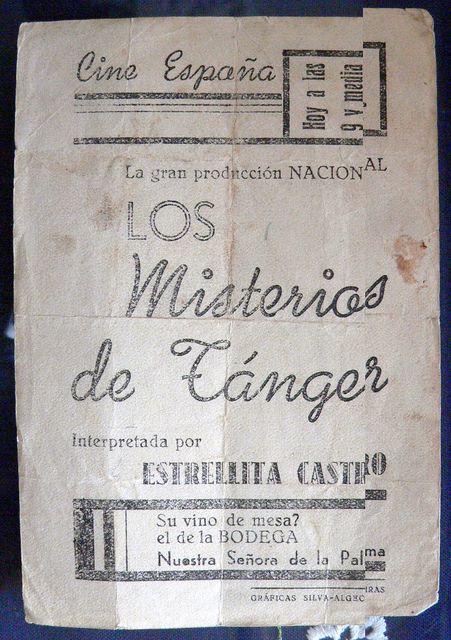 Cine España
Hoy a las
9 y media
La gran producción NACIONAL
LOS
Misterios
de Tánger
Interpretada por
ESTRELLITA CASTRO
Su vino de mesa?
el de la BODEGA
Nuestra Señora de la Palma
GRÁFICAS SILVA-ALGECIRAS